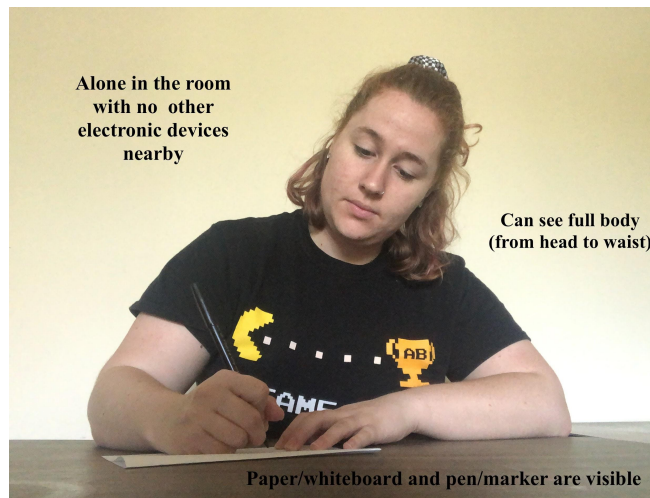 Alone in the room
with no other
electronic devices
nearby
Can see full body
(from head to waist)
AB
GAME
Paper/whiteboard and pen/marker are visible